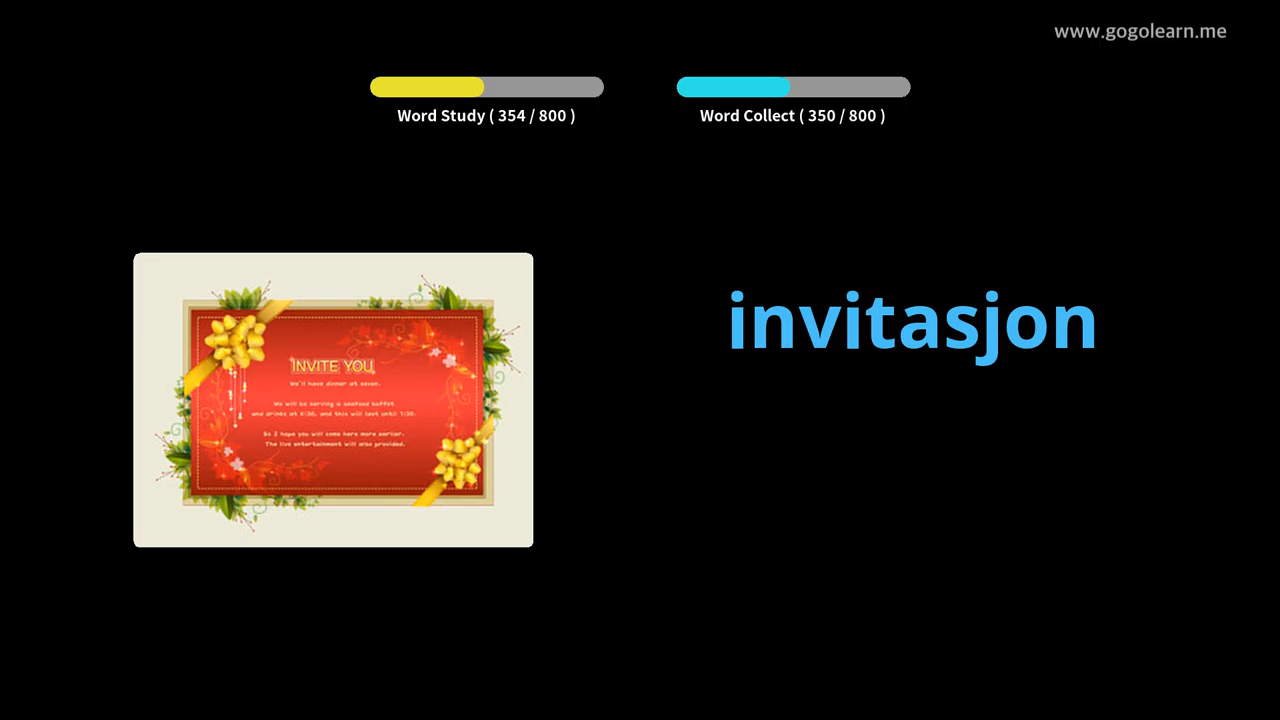 www.gogolearn.me
Word Study ( 354 / 800 )
Word Collect ( 350 / 800 )
invitasjon
INVITE YOU
We'll have dinner at seven.
We will be serving a seafood buffet
and drinks at 6:30, and this will last until 7:30.
So I hope you will come here more earlier.
The live entertainment will also provided.